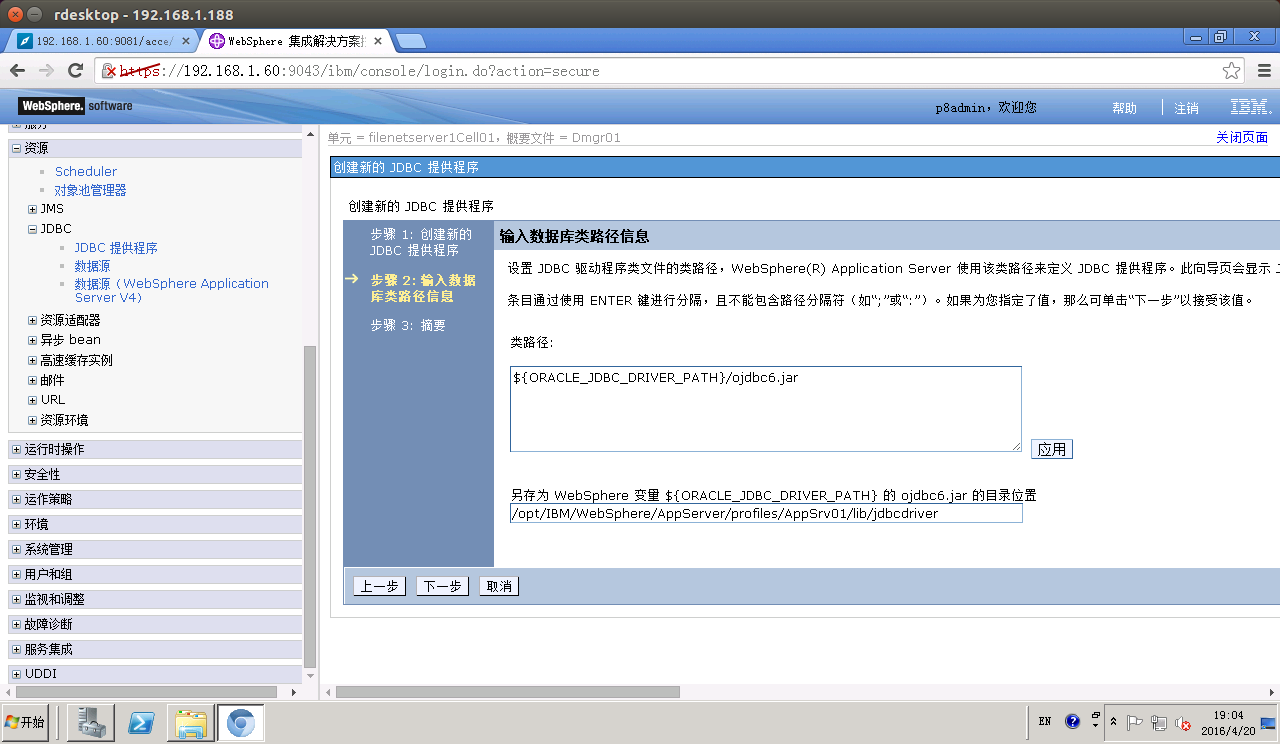 rdesktop - 192.168.1.188
192.168.1.60:9081/acce/
WebSphere 集成解决方案
https://192.168.1.60:9043/ibm/console/login.do?action=secure
WebSphere. software
p8admin，欢迎您
帮助
注销
IBM.
单元 = filenetserver1Cell01，概要文件 = Dmgr01
关闭页面
服务
资源
Scheduler
对象池管理器
JMS
JDBC
JDBC 提供程序
数据源
数据源（WebSphere Application
Server V4）
资源适配器
异步 bean
高速缓存实例
邮件
URL
资源环境
运行时操作
安全性
运作策略
环境
系统管理
用户和组
监视和调整
故障诊断
服务集成
UDDI
创建新的 JDBC 提供程序
创建新的 JDBC 提供程序
步骤 1: 创建新的
JDBC 提供程序
步骤 2: 输入数据
库类路径信息
步骤 3: 摘要
输入数据库类路径信息
设置 JDBC 驱动程序类文件的类路径，WebSphere(R) Application Server 使用该类路径来定义 JDBC 提供程序。此向导页会显示
条目通过使用 ENTER 键进行分隔，且不能包含路径分隔符（如“;”或“:”）。如果为您指定了值，那么可单击“下一步”以接受该值。
类路径:
${ORACLE_JDBC_DRIVER_PATH}/ojdbc6.jar
应用
另存为 WebSphere 变量 ${ORACLE_JDBC_DRIVER_PATH} 的 ojdbc6.jar 的目录位置
/opt/IBM/WebSphere/AppServer/profiles/AppSrv01/lib/jdbcdriver
上一步
下一步
取消
开始
EN
19:04
2016/4/20